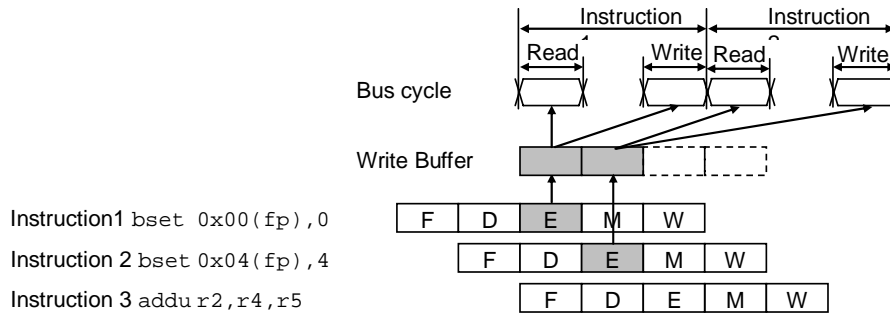 Instruction Instruction
Read Write Read Write
Bus cycle
Write Buffer
Instruction1 bset 0x00(fp),0 F D E M W
Instruction 2 bset 0x04(fp),4 F D E M W
Instruction 3 addu r2,r4,r5 F D E M W